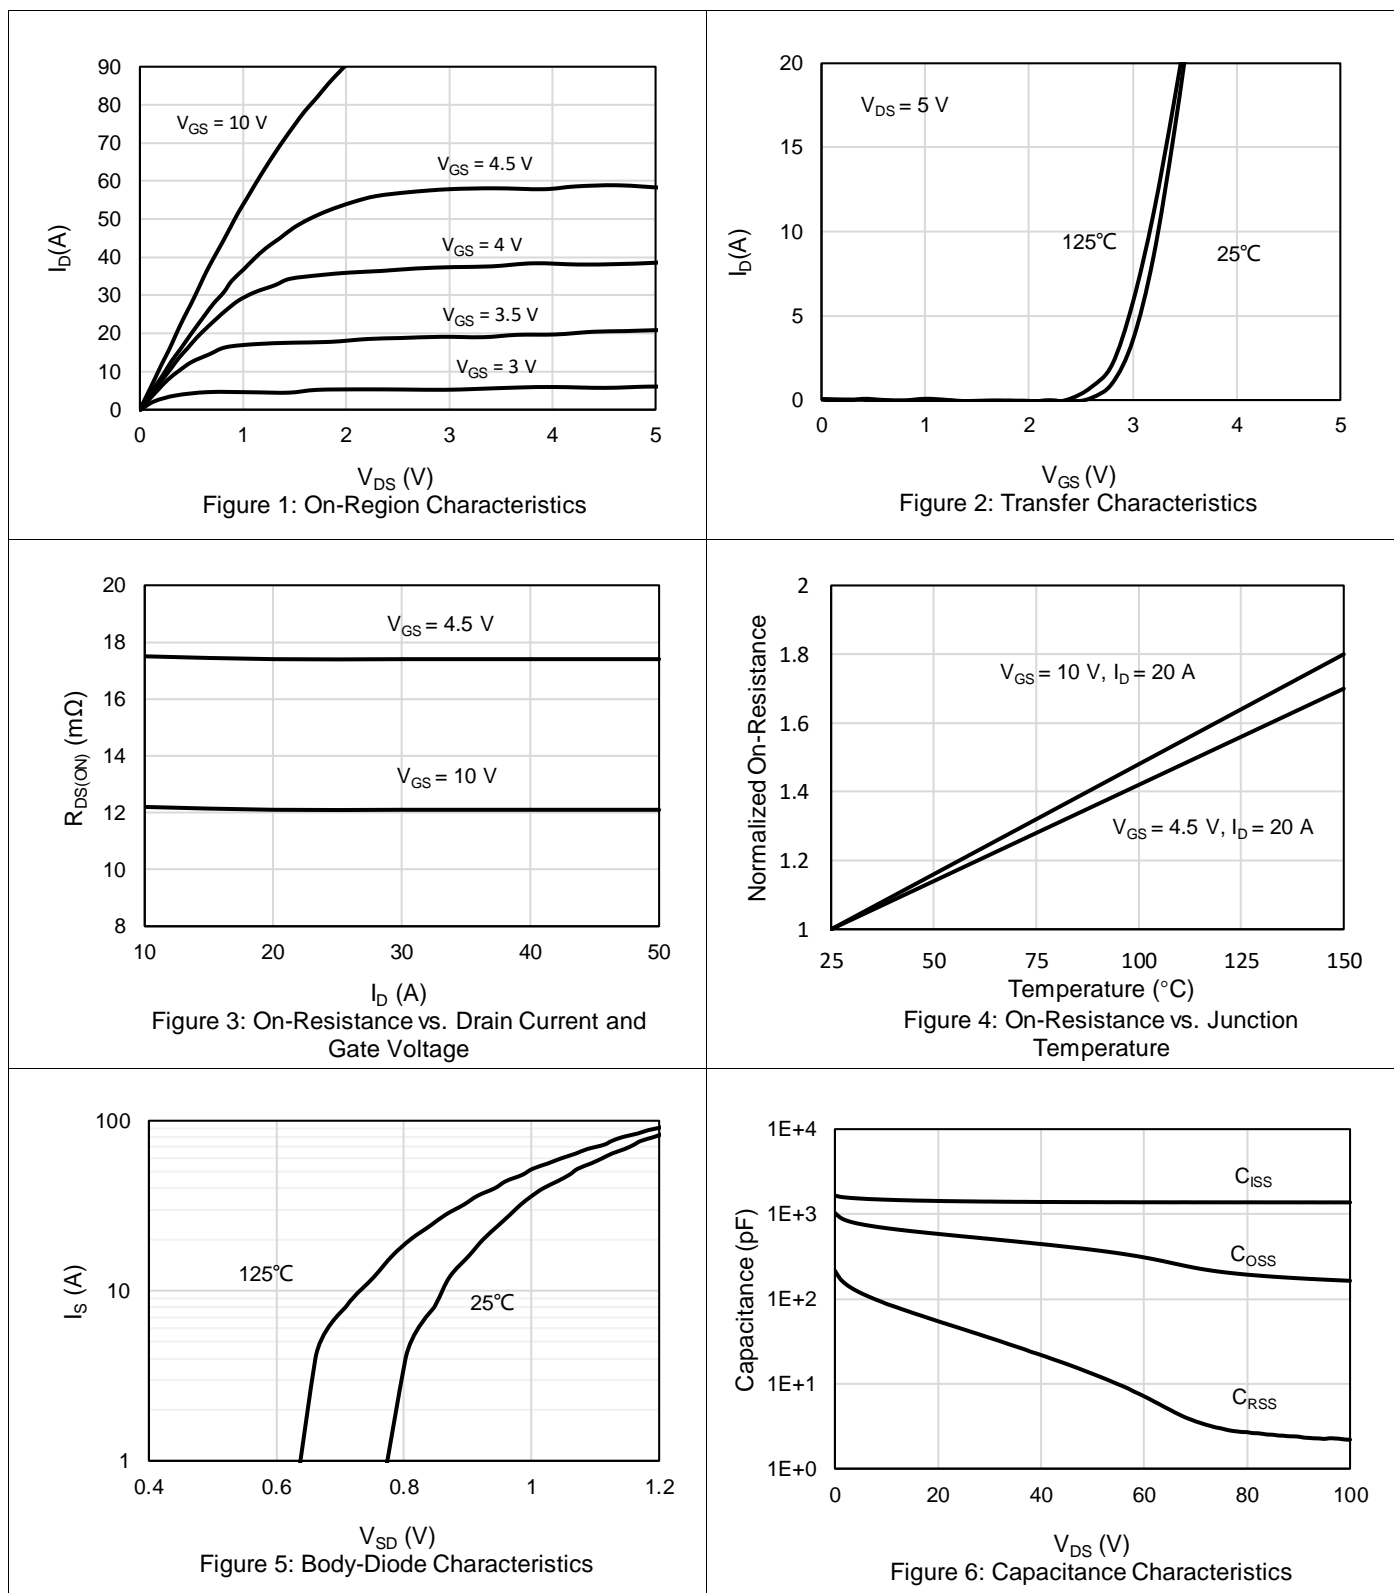 90
80
70
60
50
40
30
20
10
0
I_D(A)
V_GS = 10 V
V_GS = 4.5 V
V_GS = 4 V
V_GS = 3.5 V
V_GS = 3 V
0 1 2 3 4 5
V_DS (V)
Figure 1: On-Region Characteristics
20
15
10
5
0
I_D(A)
V_DS = 5 V
125℃
25℃
0 1 2 3 4 5
V_GS (V)
Figure 2: Transfer Characteristics
20
18
16
14
12
10
8
R_DS(ON) (mΩ)
V_GS = 4.5 V
V_GS = 10 V
10 20 30 40 50
I_D (A)
Figure 3: On-Resistance vs. Drain Current and
Gate Voltage
2
1.8
1.6
1.4
1.2
1
Normalized On-Resistance
V_GS = 10 V, I_D = 20 A
V_GS = 4.5 V, I_D = 20 A
25 50 75 100 125 150
Temperature (°C)
Figure 4: On-Resistance vs. Junction
Temperature
100
10
1
I_S (A)
125℃
25℃
0.4 0.6 0.8 1 1.2
V_SD (V)
Figure 5: Body-Diode Characteristics
1E+4
1E+3
1E+2
1E+1
1E+0
Capacitance (pF)
C_ISS
C_OSS
C_RSS
0 20 40 60 80 100
V_DS (V)
Figure 6: Capacitance Characteristics